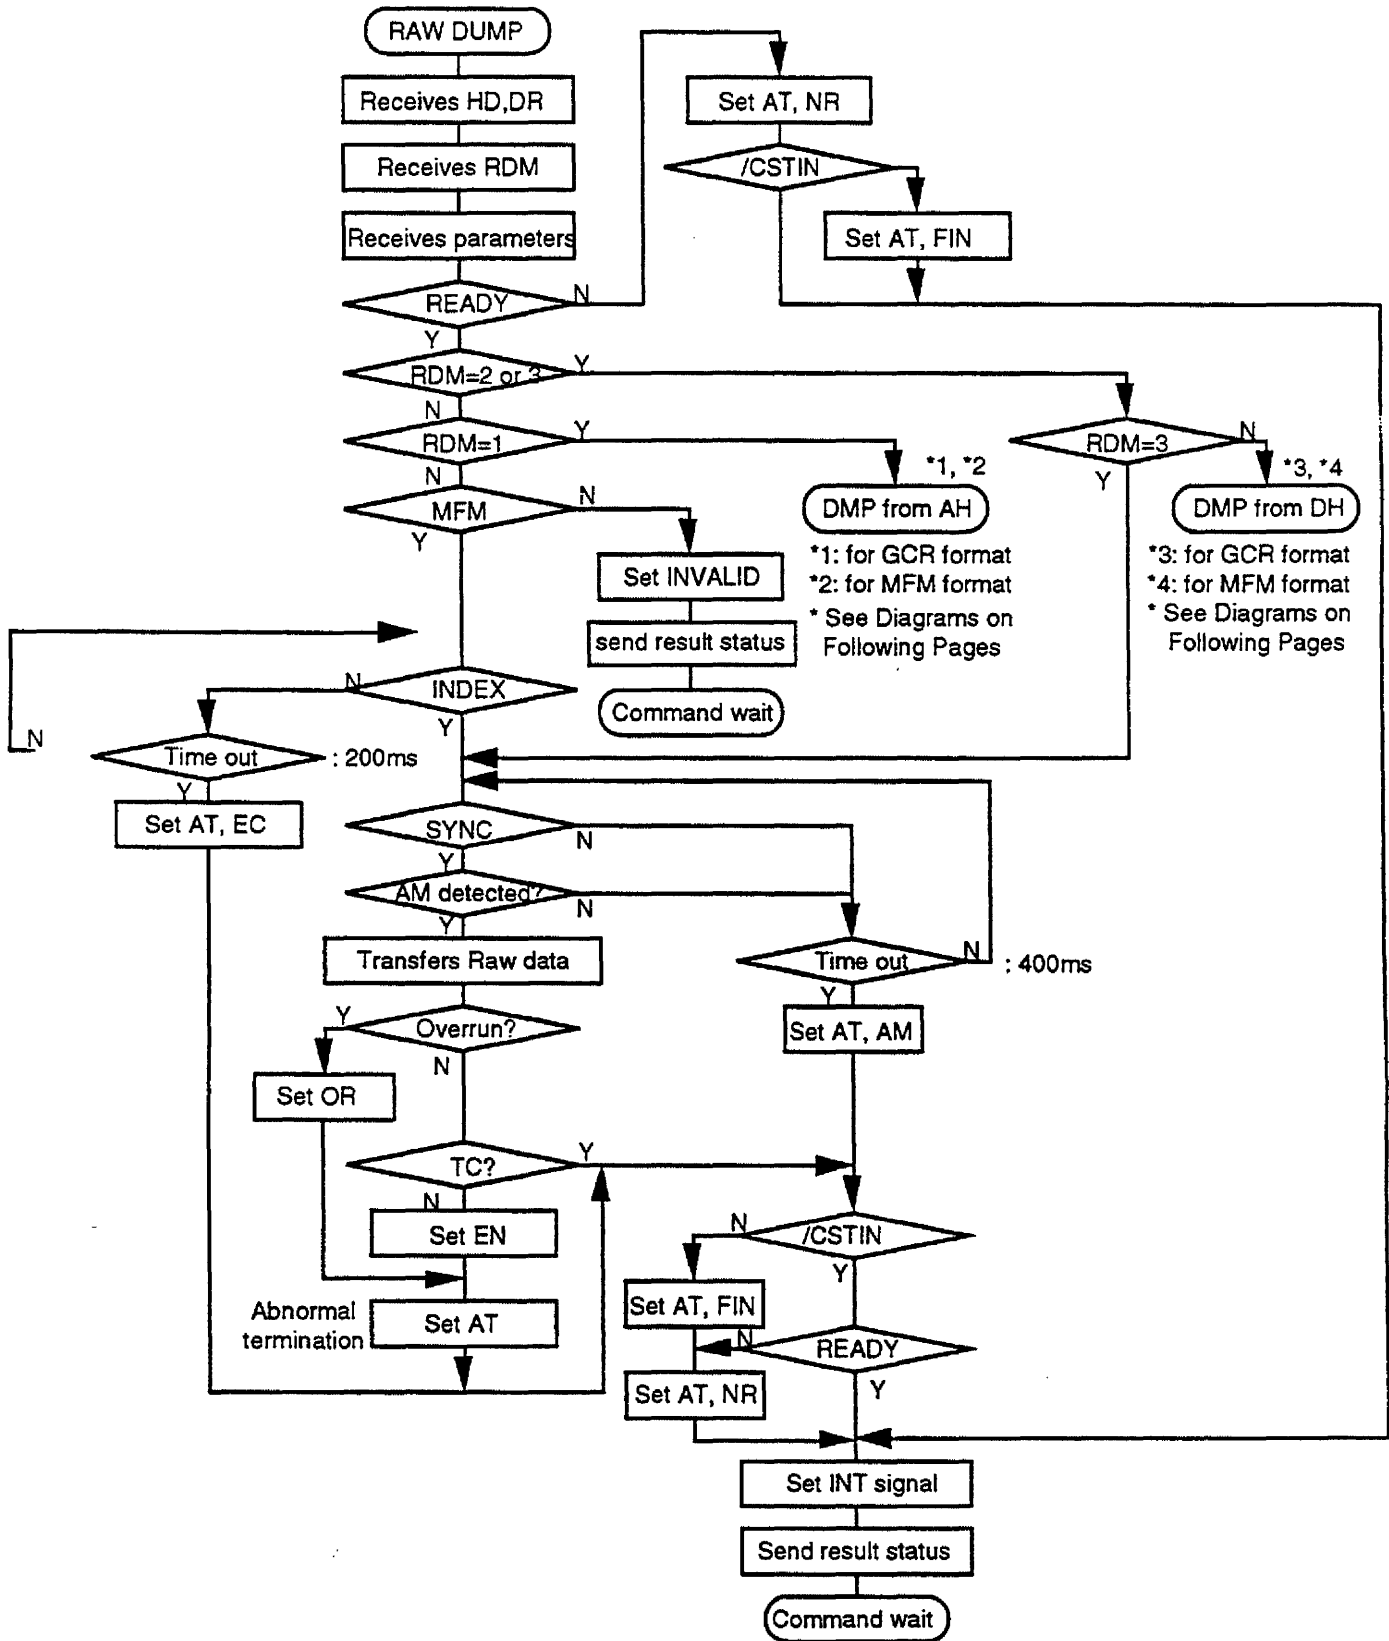 RAW DUMP
Receives HD,DR
Set AT, NR
Receives RDM
/CSTIN
Receives parameters
Set AT, FIN
READY
N
Y
RDM=2 or 3
Y
N
RDM=1
Y
N
RDM=3
N
Y
MFM
N
Y
*1, *2
DMP from AH
*1: for GCR format
*2: for MFM format
* See Diagrams on
Following Pages
*3, *4
DMP from DH
*3: for GCR format
*4: for MFM format
* See Diagrams on
Following Pages
Set INVALID
send result status
Command wait
INDEX
N
Y
N
Time out
: 200ms
Y
Set AT, EC
SYNC
N
Y
AM detected?
N
Y
Transfers Raw data
Time out
N
: 400ms
Y
Set AT, AM
Overrun?
Y
N
Set OR
TC?
Y
N
Set EN
Abnormal
termination
Set AT
/CSTIN
N
Y
Set AT, FIN
READY
N
Y
Set AT, NR
Set INT signal
Send result status
Command wait